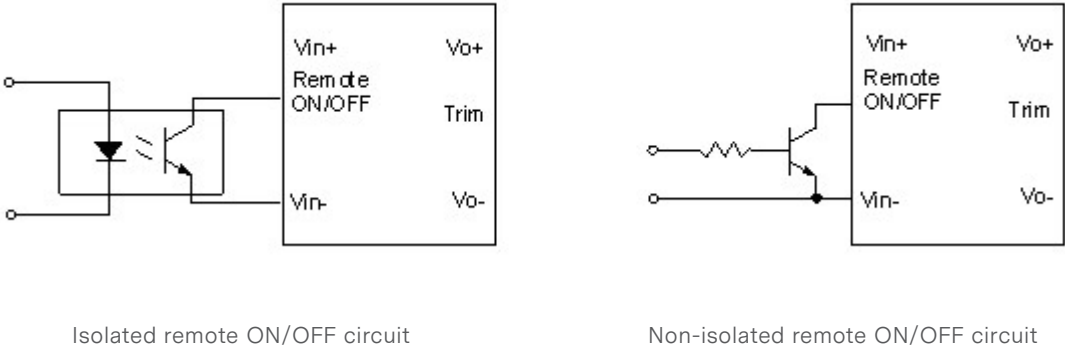 Vin+
Vo+
Remote
ON/OFF
Trim
Vin-
Vo-
Vin+
Vo+
Remote
ON/OFF
Trim
Vin-
Vo-
Isolated remote ON/OFF circuit
Non-isolated remote ON/OFF circuit